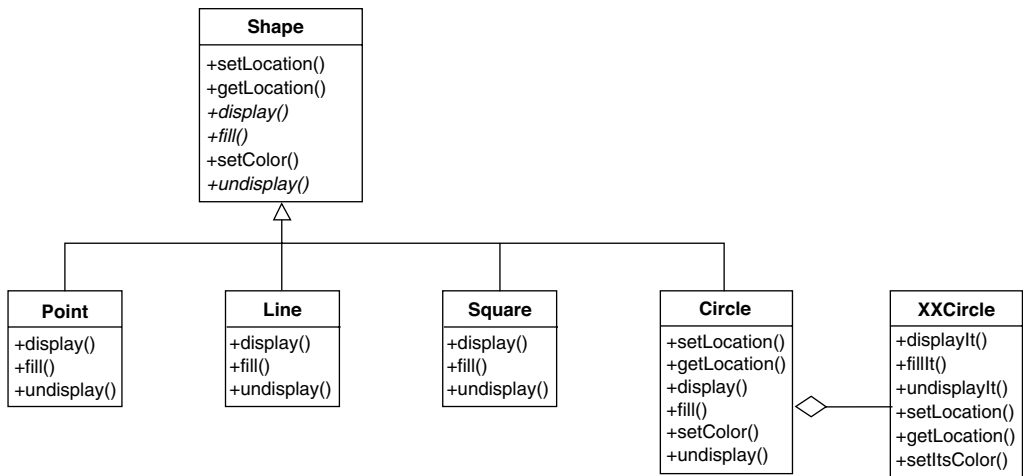 Shape
+setLocation()
+getLocation()
+display()
+fill()
+setColor()
+undisplay()
Point
+display()
+fill()
+undisplay()
Line
+display()
+fill()
+undisplay()
Square
+display()
+fill()
+undisplay()
Circle
+setLocation()
+getLocation()
+display()
+fill()
+setColor()
+undisplay()
XXCircle
+displayIt()
+fillIt()
+undisplayIt()
+setLocation()
+getLocation()
+setItsColor()